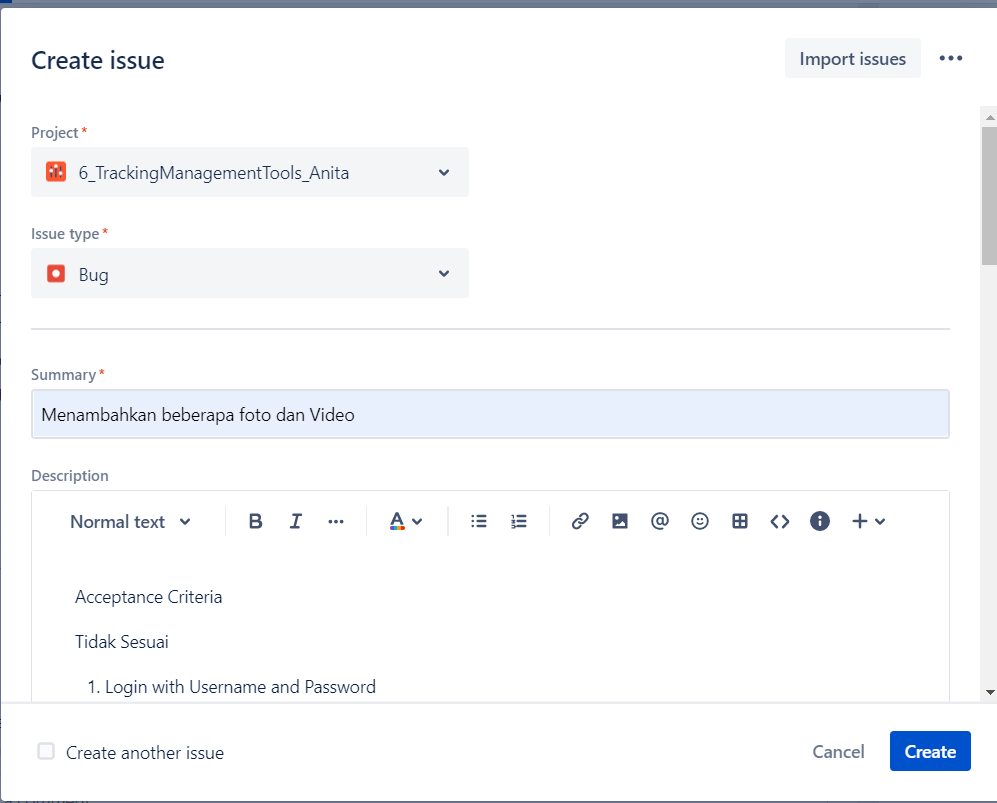 Create issue
Import issues
Project*
6_TrackingManagementTools_Anita
Issue type*
Bug
Summary*
Menambahkan beberapa foto dan Video
Description
Normal text
Acceptance Criteria
Tidak Sesuai
1. Login with Username and Password
Create another issue
Cancel
Create